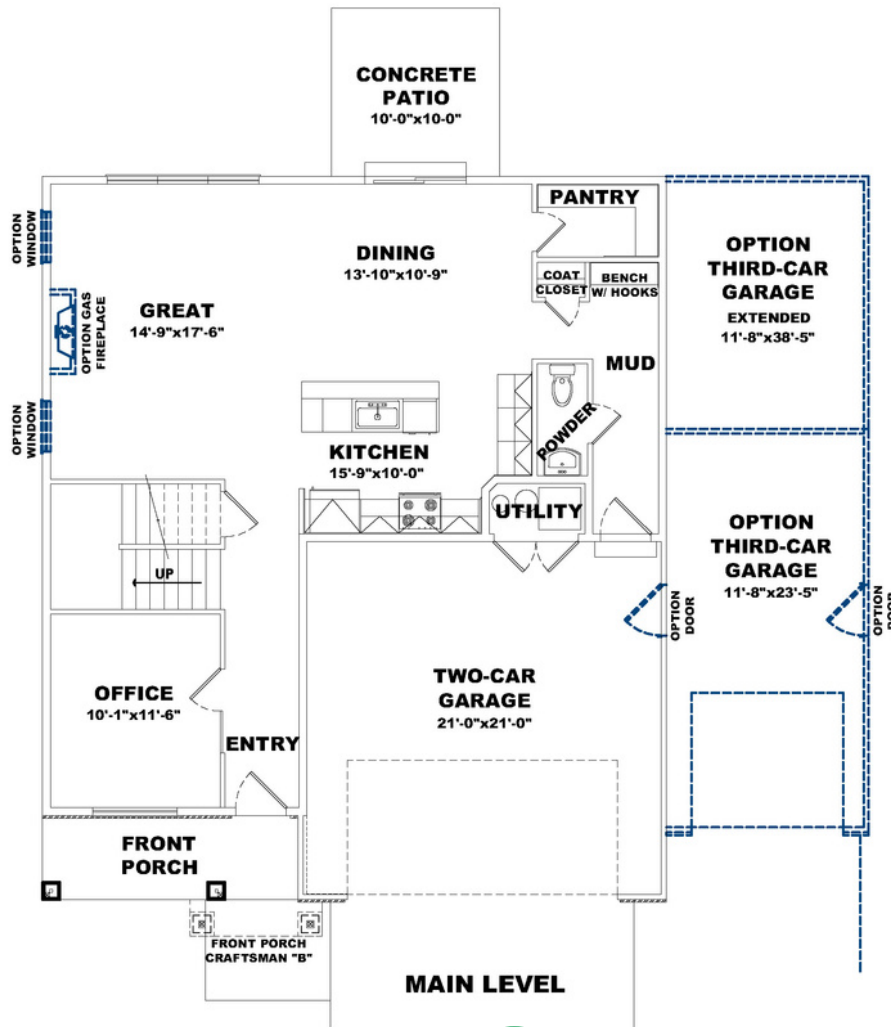 CONCRETE
PATIO
10'-0"x10-0"
PANTRY
OPTION
WINDOW
DINING
13'-10"x10'-9"
OPTION
THIRD-CAR
GARAGE
EXTENDED
11'-8"x38'-5"
COAT
CLOSET
BENCH
W/ HOOKS
GREAT
14'-9"x17'-6"
OPTION GAS
FIREPLACE
MUD
OPTION
WINDOW
POWDER
KITCHEN
15'-9"x10'-0"
UTILITY
OPTION
THIRD-CAR
GARAGE
11'-8"x23'-5"
UP
OPTION
DOOR
OPTION
DOOR
OFFICE
10'-1"x11'-6"
TWO-CAR
GARAGE
21'-0"x21'-0"
ENTRY
FRONT
PORCH
FRONT PORCH
CRAFTSMAN "B"
MAIN LEVEL